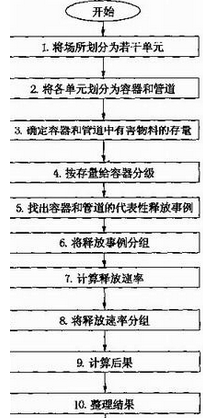 开始
1. 将场所划分为若干单元
2. 将各单元划分为容器和管道
3. 确定容器和管道中有害物料的存量
4. 按存量给容器分级
5. 找出容器和管道的代表性释放事例
6. 将释放事例分组
7. 计算释放速率
8. 将释放速率分组
9. 计算后果
10. 整理结果